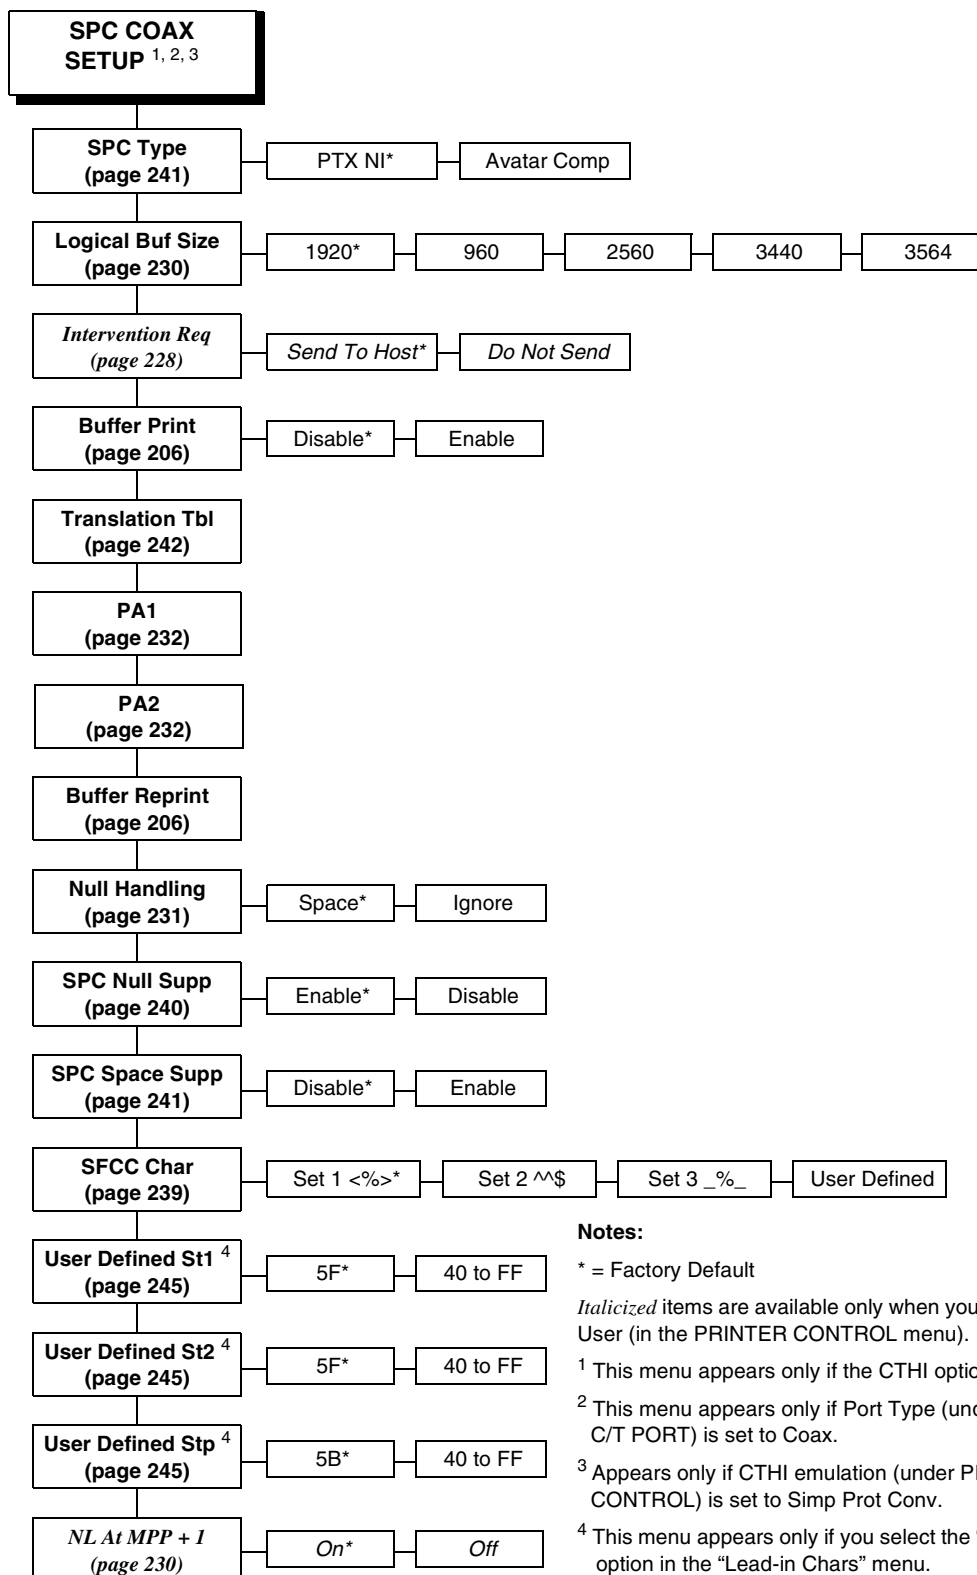 SPC COAX
SETUP 1, 2, 3
SPC Type
(page 241)
PTX NI*
Avatar Comp
Logical Buf Size
(page 230)
1920*
960
2560
3440
3564
Intervention Req
(page 228)
Send To Host*
Do Not Send
Buffer Print
(page 206)
Disable*
Enable
Translation Tbl
(page 242)
PA1
(page 232)
PA2
(page 232)
Buffer Reprint
(page 206)
Null Handling
(page 231)
Space*
Ignore
SPC Null Supp
(page 240)
Enable*
Disable
SPC Space Supp
(page 241)
Disable*
Enable
SFCC Char
(page 239)
Set 1 <%>*
Set 2 ^^$
Set 3 _%_
User Defined
User Defined St1 4
(page 245)
5F*
40 to FF
User Defined St2 4
(page 245)
5F*
40 to FF
User Defined Stp 4
(page 245)
5B*
40 to FF
NL At MPP + 1
(page 230)
On*
Off
Notes:
* = Factory Default
Italicized items are available only when you
User (in the PRINTER CONTROL menu).
1 This menu appears only if the CTHI
2 This menu appears only if Port Type
C/T PORT) is set to Coax.
3 Appears only if CTHI emulation (under
CONTROL) is set to Simp Prot Conv.
4 This menu appears only if you select the
option in the “Lead-in Chars” menu.